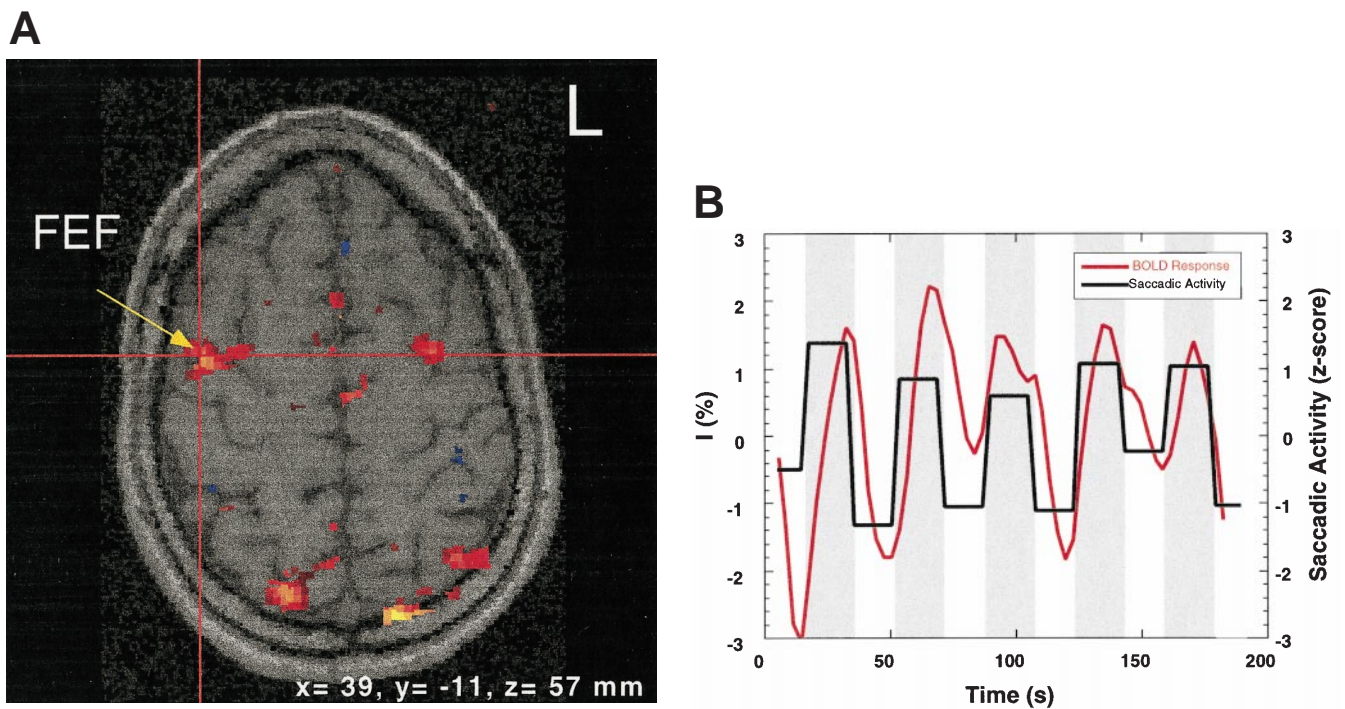 A
L
FEF
x= 39, y= -11, z= 57 mm
B
BOLD Response
Saccadic Activity
3
2
1
0
-1
-2
-3
I (%)
3
2
1
0
-1
-2
-3
Saccadic Activity (z-score)
0 50 100 150 200
Time (s)